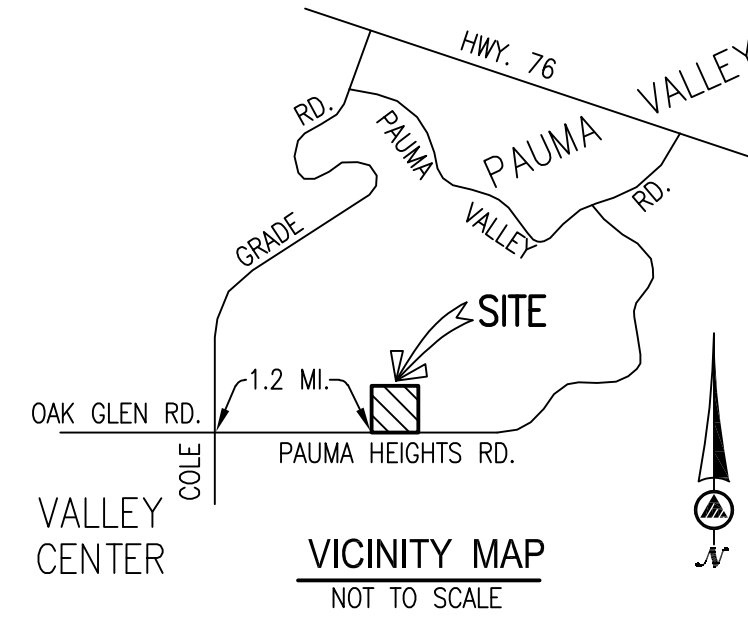 HWY. 76
VALLEY
RD.
PAUMA
PAUMA
VALLEY
RD.
GRADE
SITE
1.2 MI.
OAK GLEN RD.
COLE
PAUMA HEIGHTS RD.
VALLEY
CENTER
VICINITY MAP
NOT TO SCALE
N